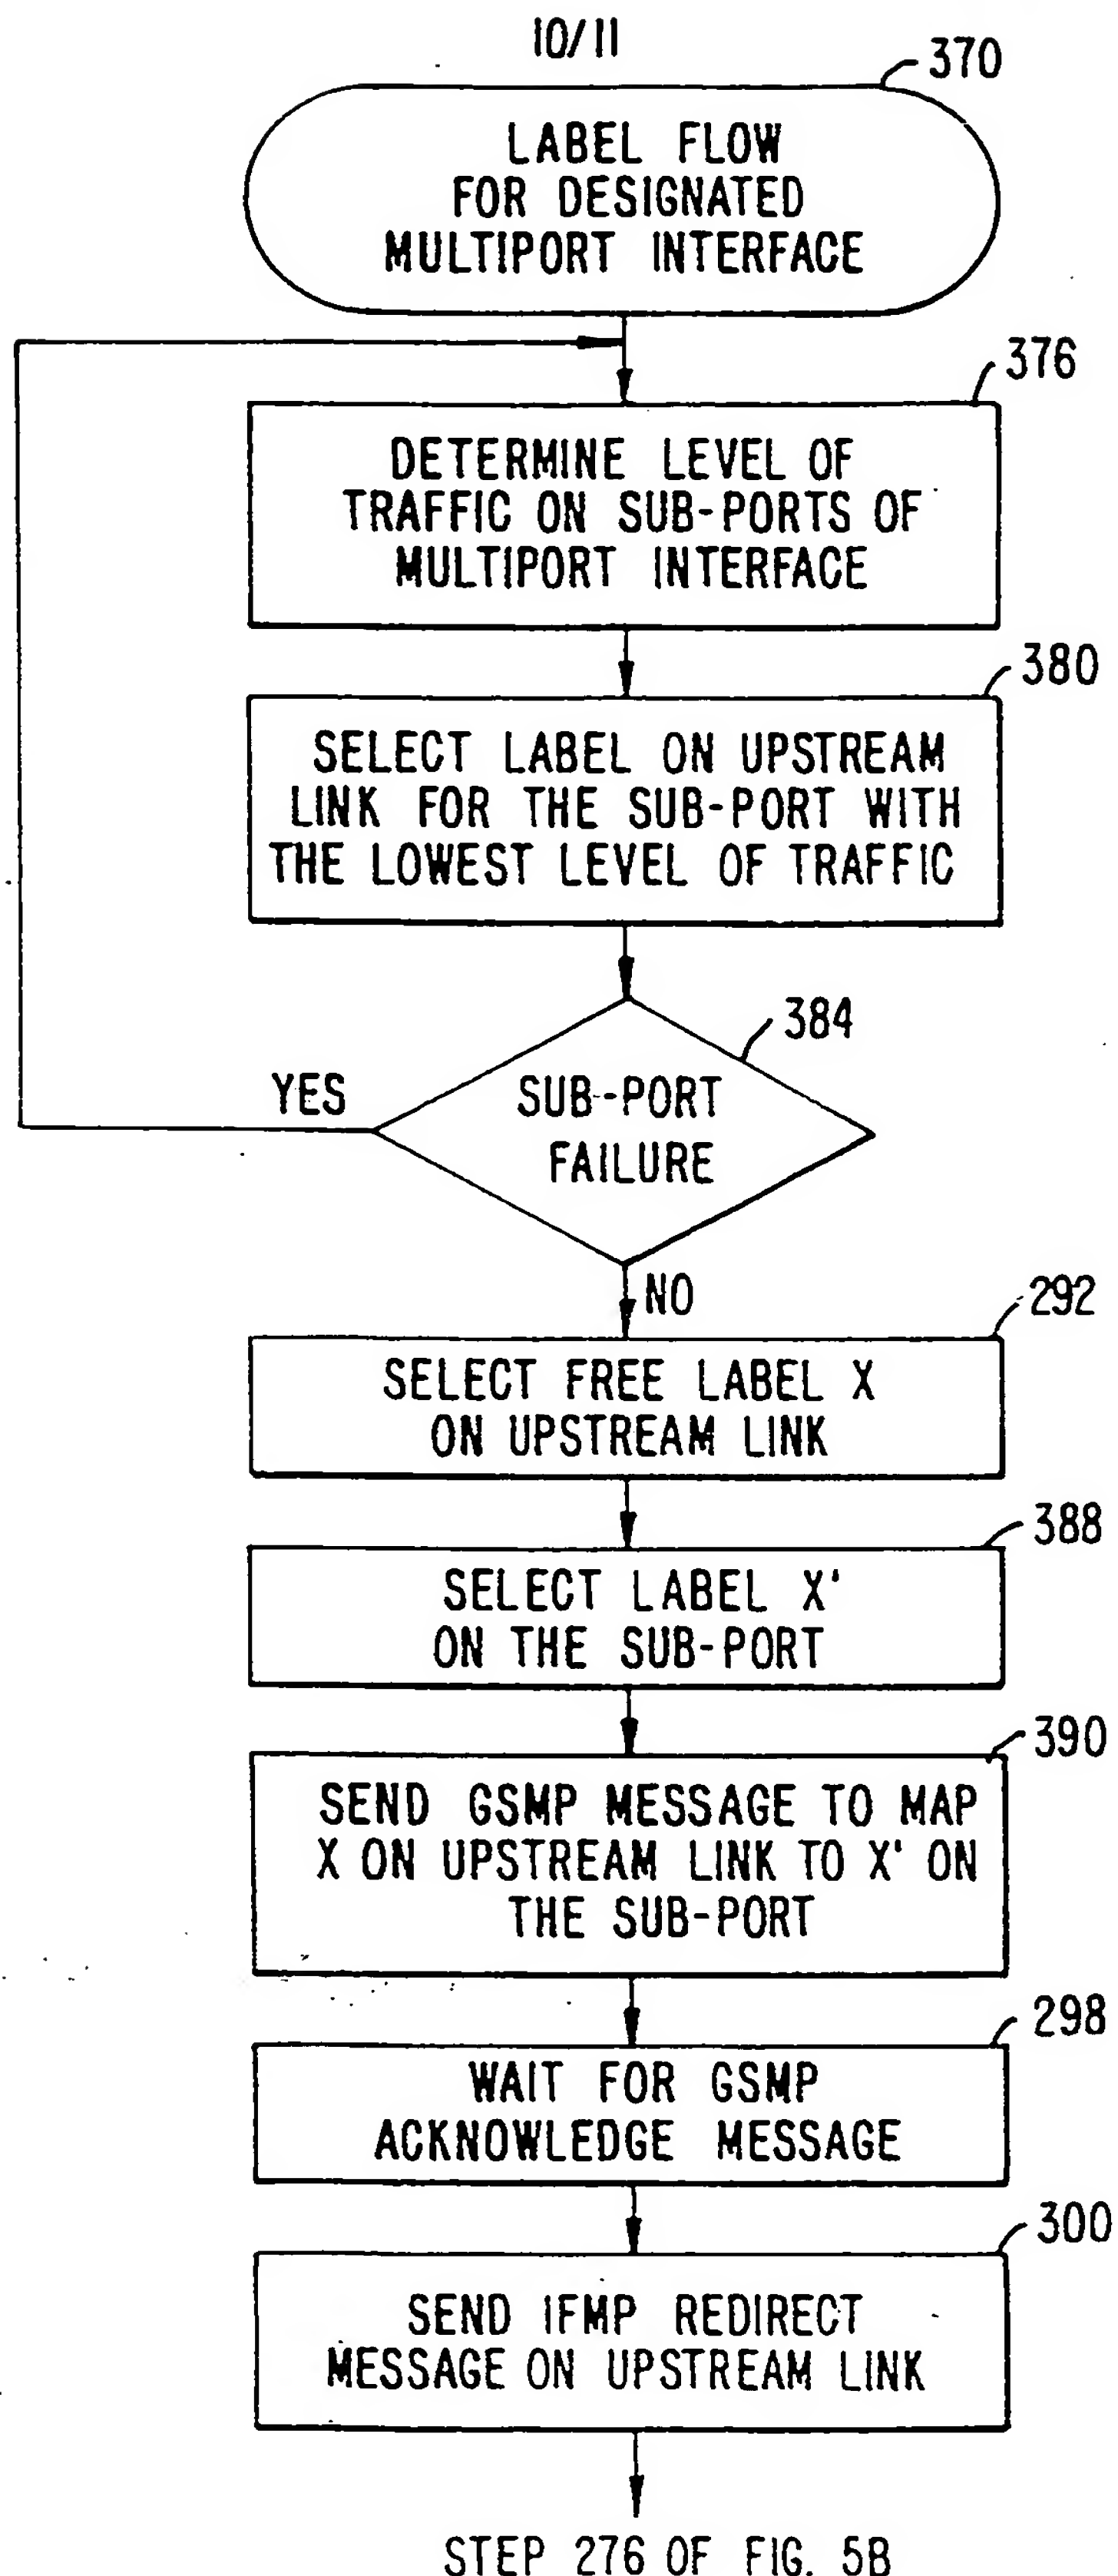 10/11
370
LABEL FLOW
FOR DESIGNATED
MULTIPORT INTERFACE
376
DETERMINE LEVEL OF
TRAFFIC ON SUB-PORTS OF
MULTIPORT INTERFACE
380
SELECT LABEL ON UPSTREAM
LINK FOR THE SUB-PORT WITH
THE LOWEST LEVEL OF TRAFFIC
384
YES
SUB-PORT
FAILURE
NO
292
SELECT FREE LABEL X
ON UPSTREAM LINK
388
SELECT LABEL X'
ON THE SUB-PORT
390
SEND GSMP MESSAGE TO MAP
X ON UPSTREAM LINK TO X' ON
THE SUB-PORT
298
WAIT FOR GSMP
ACKNOWLEDGE MESSAGE
300
SEND IFMP REDIRECT
MESSAGE ON UPSTREAM LINK
STEP 276 OF FIG. 5B